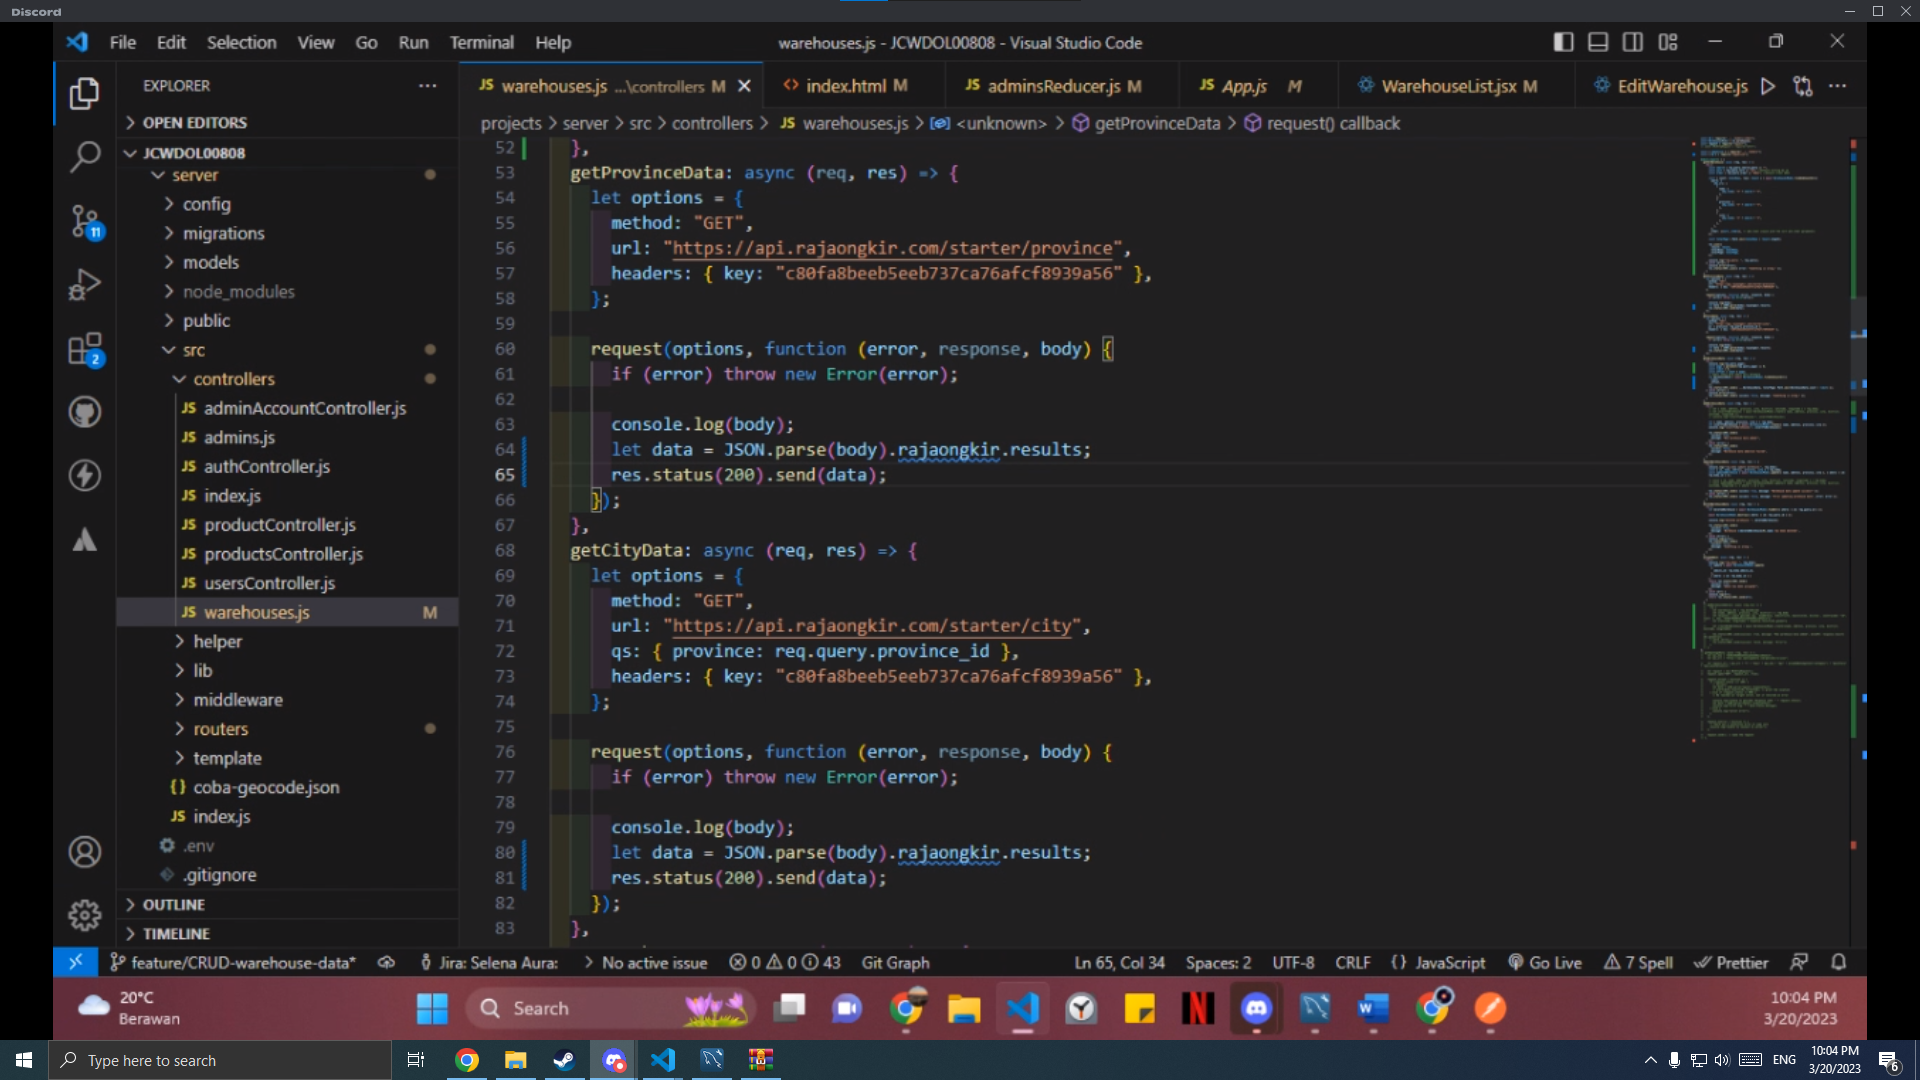 Discord
File Edit Selection View Go Run Terminal Help
warehouses.js - JCWDOL00808 - Visual Studio Code
EXPLORER
JS warehouses.js ...\controllers M
index.html M
JS adminsReducer.js M
JS App.js M
WarehouseList.jsx M
EditWarehouse.js
projects > server > src > controllers > JS warehouses.js > <unknown> > getProvinceData > request() callback
OPEN EDITORS
JCWDOL00808
server
config
migrations
models
node_modules
public
src
controllers
JS adminAccountController.js
JS admins.js
JS authController.js
JS index.js
JS productController.js
JS productsController.js
JS usersController.js
JS warehouses.js M
helper
lib
middleware
routers
template
{} coba-geocode.json
JS index.js
.env
.gitignore
OUTLINE
TIMELINE
11
2
52 },
53 getProvinceData: async (req, res) => {
54 let options = {
55 method: "GET",
56 url: "https://api.rajaongkir.com/starter/province",
57 headers: { key: "c80fa8beeb5eeb737ca76afcf8939a56" },
58 };
59
60 request(options, function (error, response, body) {
61 if (error) throw new Error(error);
62
63 console.log(body);
64 let data = JSON.parse(body).rajaongkir.results;
65 res.status(200).send(data);
66 });
67 },
68 getCityData: async (req, res) => {
69 let options = {
70 method: "GET",
71 url: "https://api.rajaongkir.com/starter/city",
72 qs: { province: req.query.province_id },
73 headers: { key: "c80fa8beeb5eeb737ca76afcf8939a56" },
74 };
75
76 request(options, function (error, response, body) {
77 if (error) throw new Error(error);
78
79 console.log(body);
80 let data = JSON.parse(body).rajaongkir.results;
81 res.status(200).send(data);
82 });
83 },
feature/CRUD-warehouse-data* Jira: Selena Aura: No active issue 0 0 43 Git Graph Ln 65, Col 34 Spaces: 2 UTF-8 CRLF {} JavaScript Go Live 7 Spell Prettier
20°C
Berawan
Search
10:04 PM
3/20/2023
Type here to search
ENG
10:04 PM
3/20/2023
6